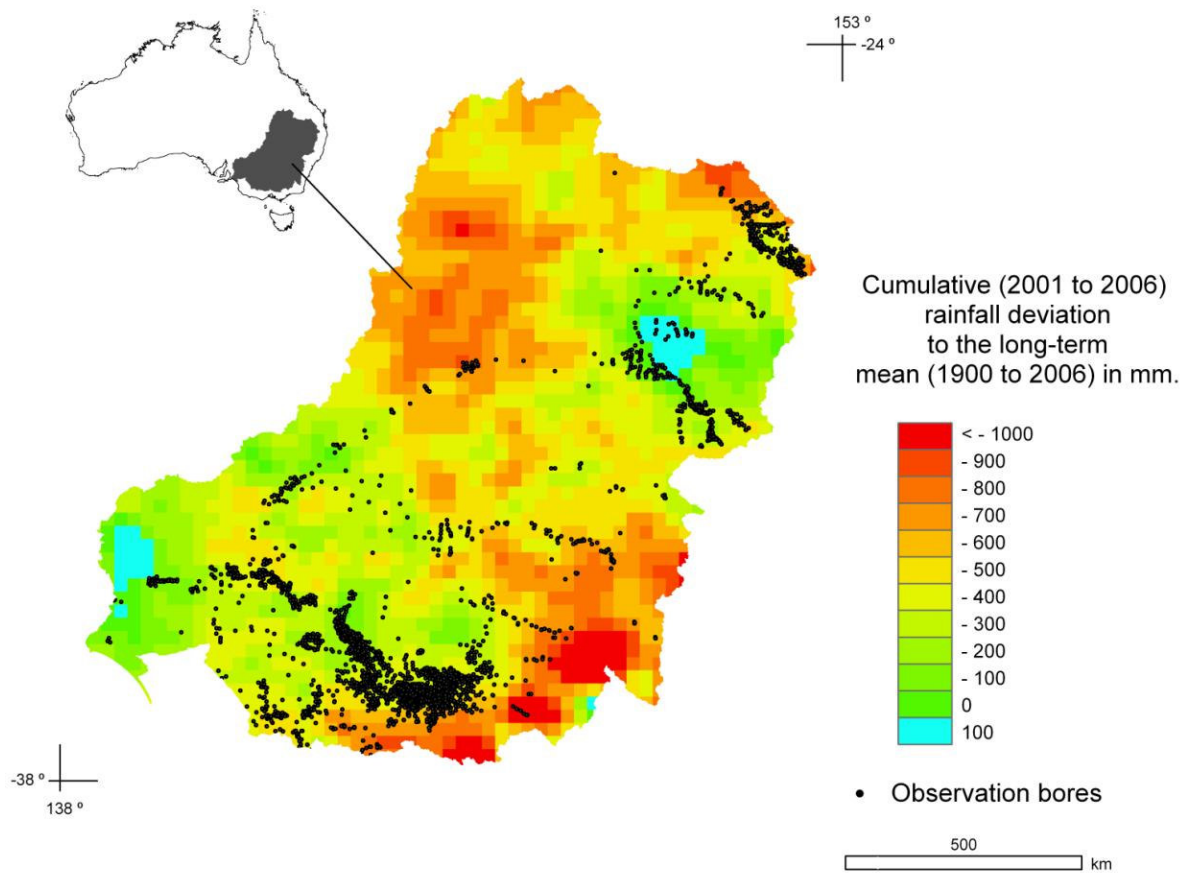 153 º
-24 º
Cumulative (2001 to 2006)
rainfall deviation
to the long-term
mean (1900 to 2006) in mm.
< - 1000
- 900
- 800
- 700
- 600
- 500
- 400
- 300
- 200
- 100
0
100
-38 º
138 º
• Observation bores
500
km